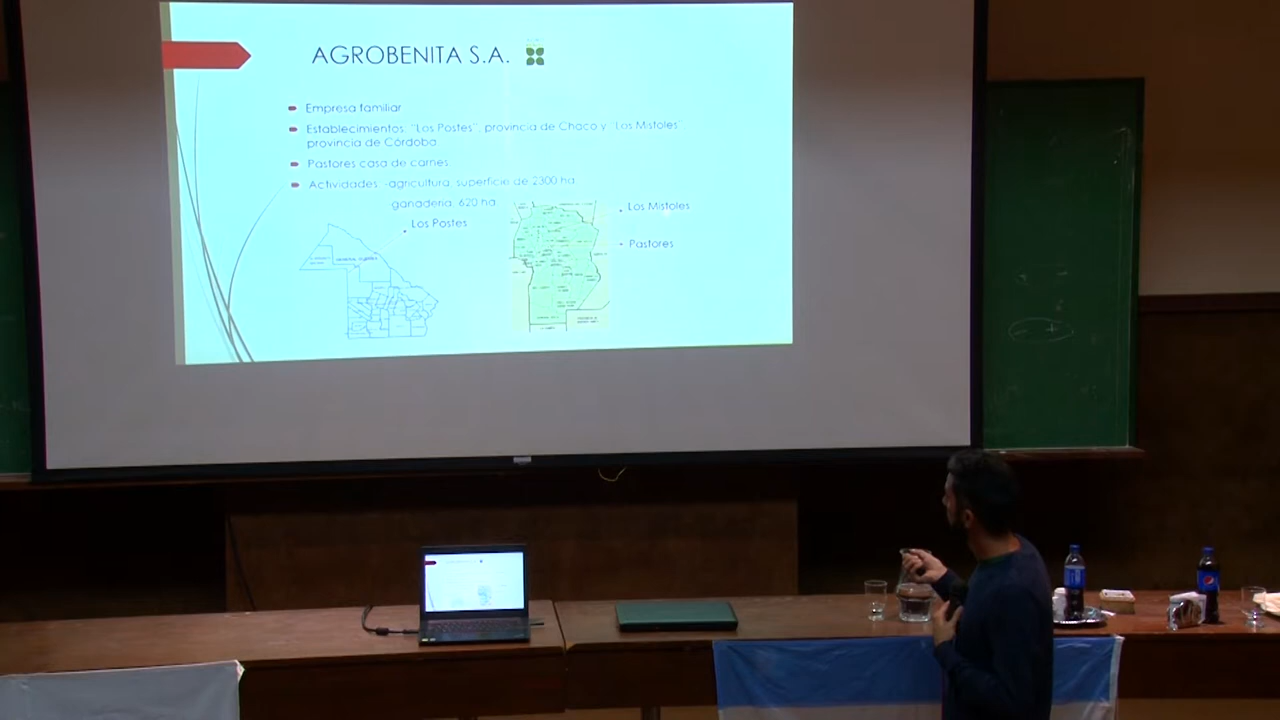 AGROBENITA S.A.
Empresa familiar
Establecimientos: "Los Postes", provincia de Chaco y "Los Mistoles"
provincia de Córdoba
Pastores casa de carnes
Actividades: -agricultura: superficie de 2300 ha
-ganadería: 620 ha
Los Postes
Los Mistoles
Pastores